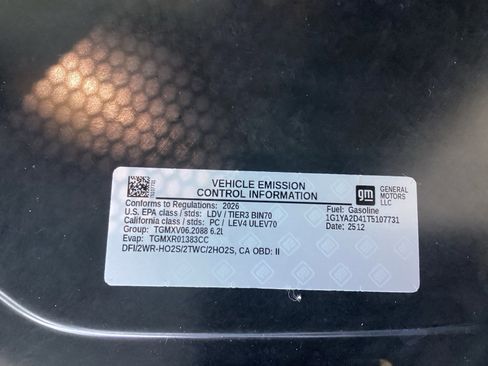 VEHICLE EMISSION
CONTROL INFORMATION
gm
GENERAL
MOTORS
LLC
Conforms to Regulations: 2026
U.S. EPA class / stds: LDV / TIER3 BIN70
California class / stds: PC / LEV4 ULEV70
Group: TGMXV06.2088 6.2l
Evap: TGMXR01383CC
DFI/2WR-HO2S/2TWC/2HO2S, CA OBD: II
Fuel: Gasoline
1G1YA2D41T5107731
Date: 2512